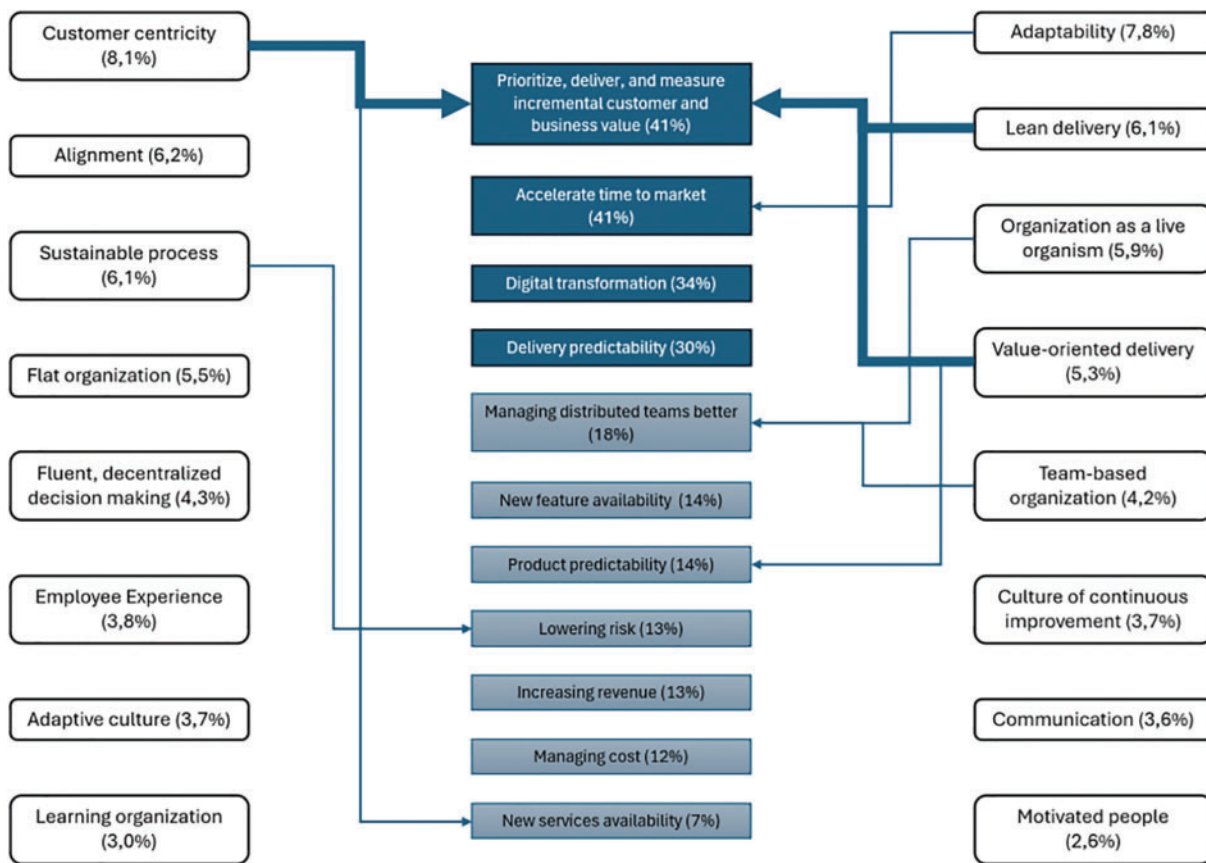 Customer centricity
(8,1%)
Alignment (6,2%)
Sustainable process
(6,1%)
Flat organization (5,5%)
Fluent, decentralized
decision making (4,3%)
Employee Experience
(3,8%)
Adaptive culture (3,7%)
Learning organization
(3,0%)
Prioritize, deliver, and measure
incremental customer and
business value (41%)
Accelerate time to market
(41%)
Digital transformation (34%)
Delivery predictability (30%)
Managing distributed teams better
(18%)
New feature availability (14%)
Product predictability (14%)
Lowering risk (13%)
Increasing revenue (13%)
Managing cost (12%)
New services availability (7%)
Adaptability (7,8%)
Lean delivery (6,1%)
Organization as a live
organism (5,9%)
Value-oriented delivery
(5,3%)
Team-based
organization (4,2%)
Culture of continuous
improvement (3,7%)
Communication (3,6%)
Motivated people
(2,6%)